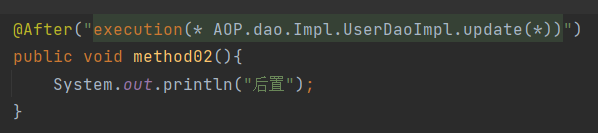 @After("execution(* AOP.dao.Impl.UserDaoImpl.update(*))")
public void method02(){
    System.out.println("后置");
}